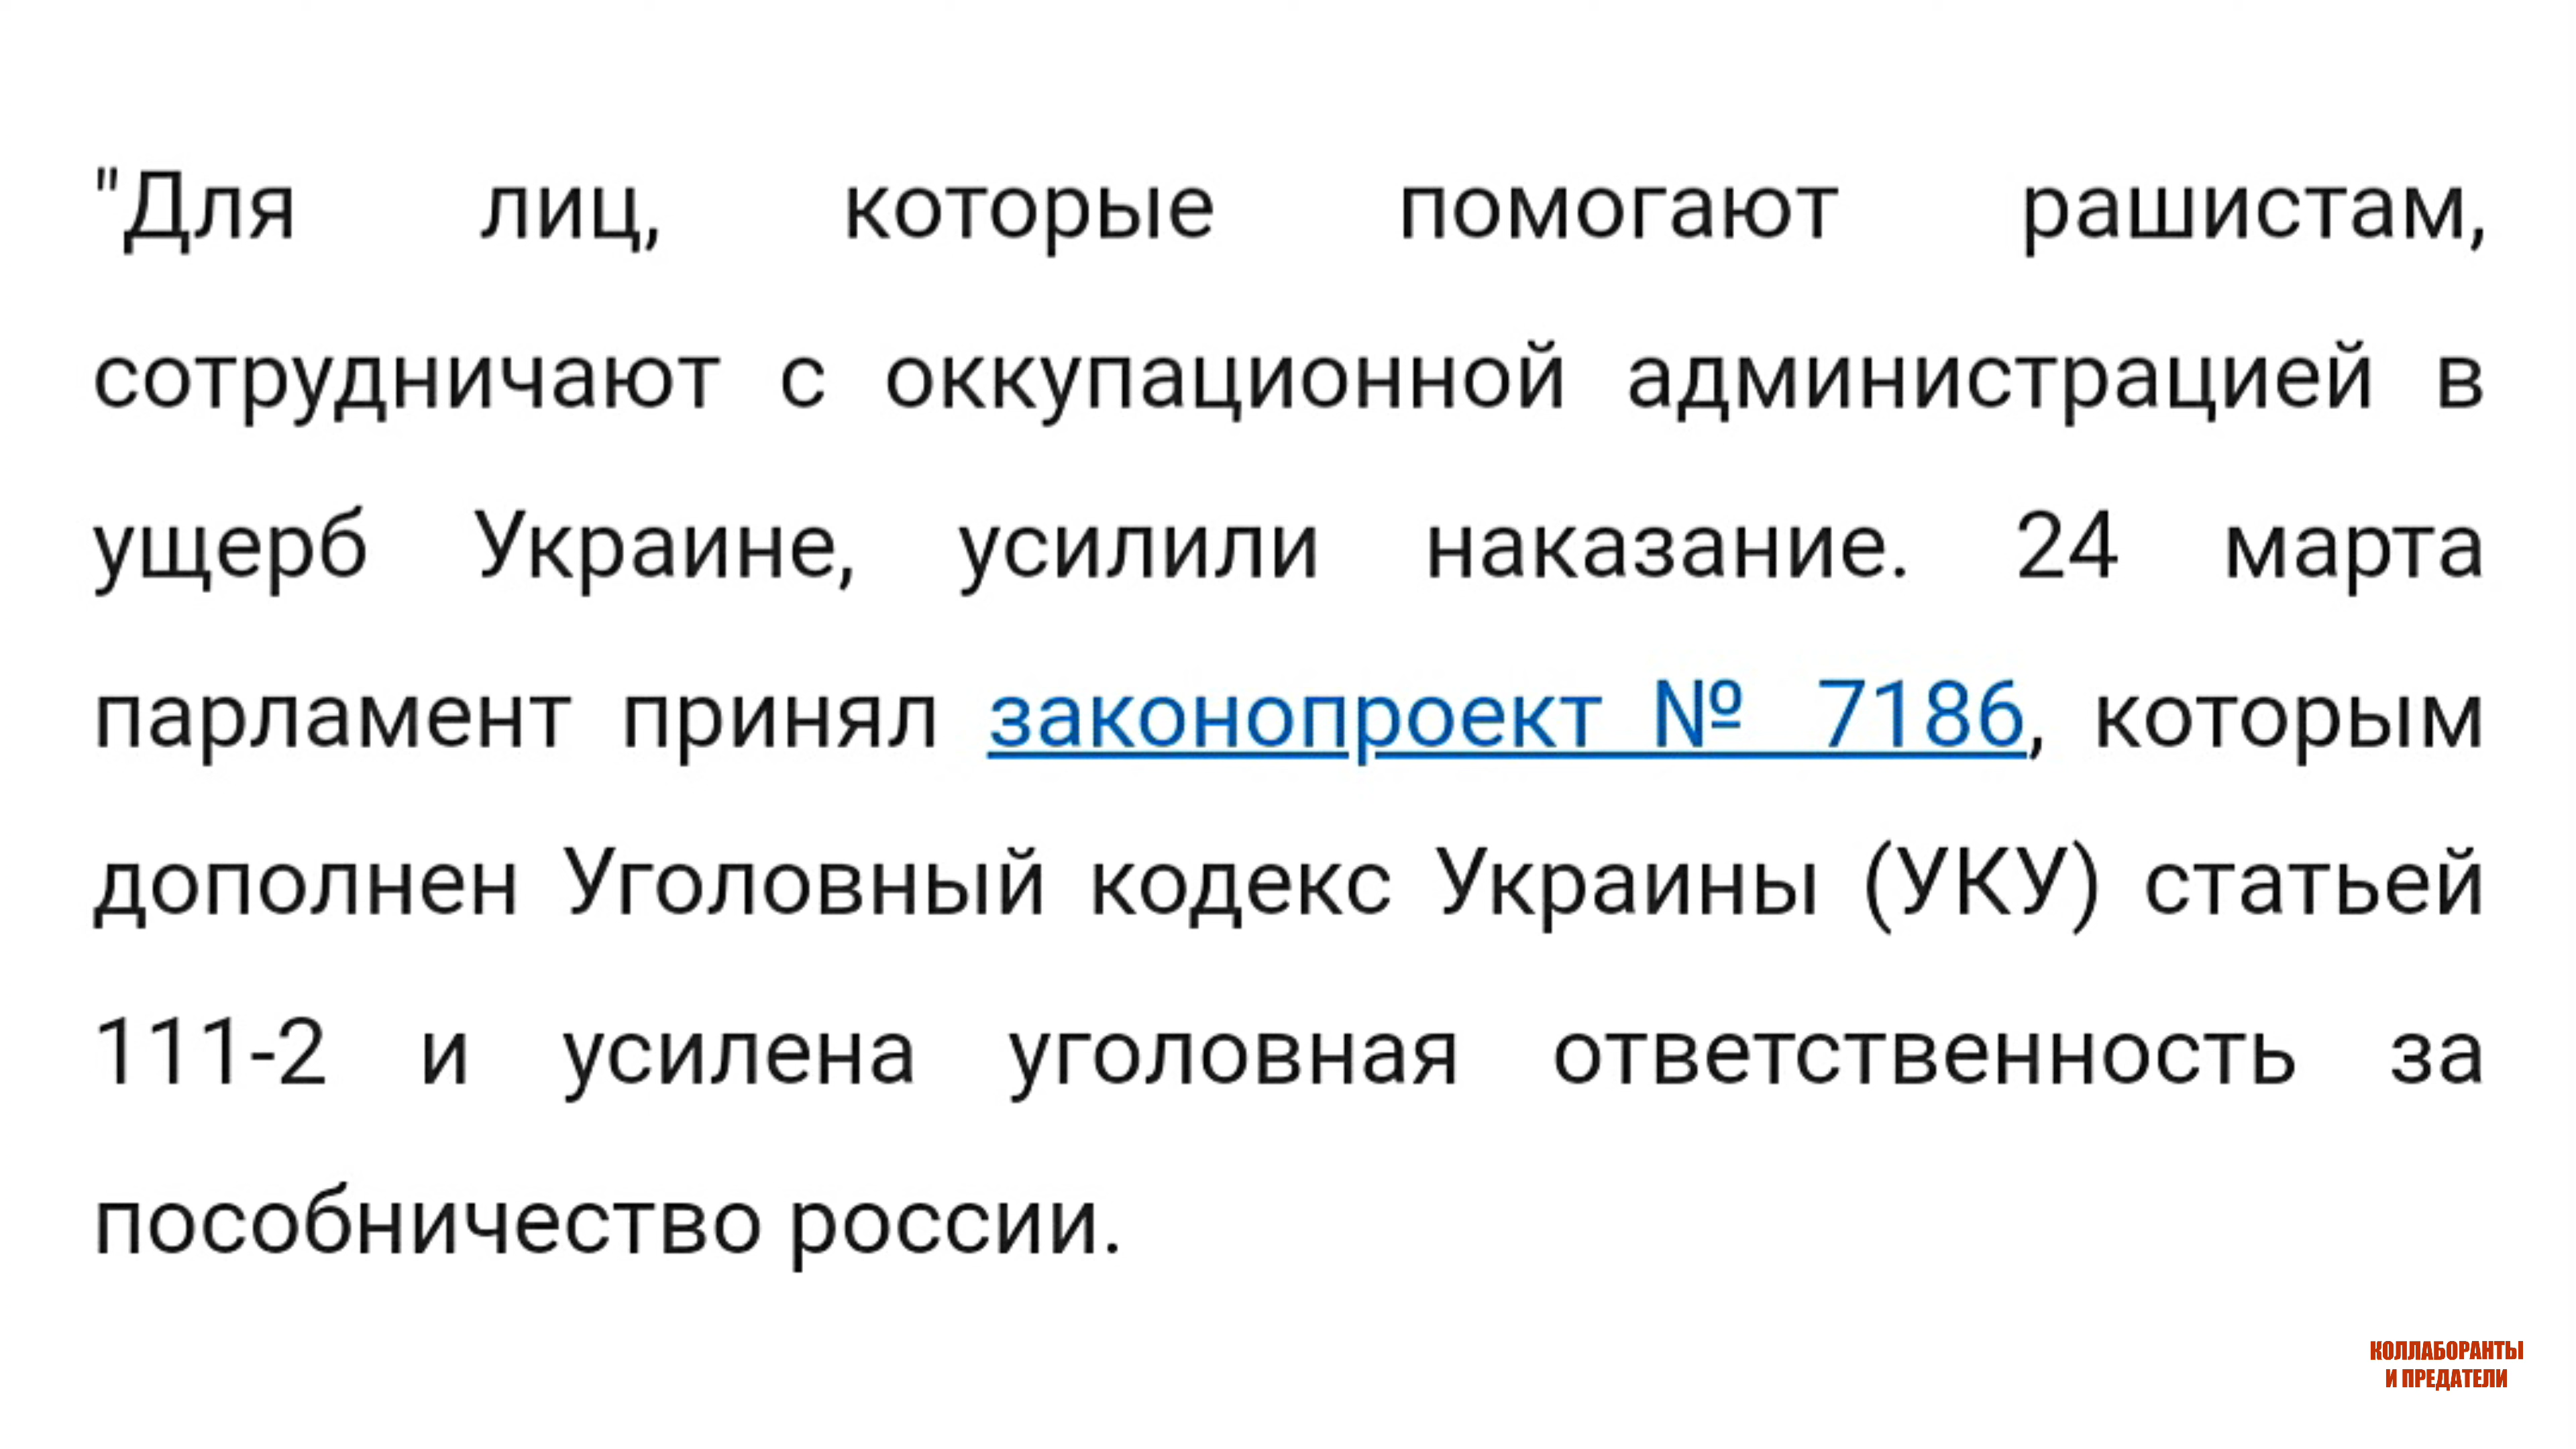 "Для лиц, которые помогают рашистам,
сотрудничают с оккупационной администрацией в
ущерб Украине, усилили наказание. 24 марта
парламент принял законопроект № 7186, которым
дополнен Уголовный кодекс Украины (УКУ) статьей
111-2 и усилена уголовная ответственность за
пособничество россии.
КОЛЛАБОРАНТЫ
И ПРЕДАТЕЛИ